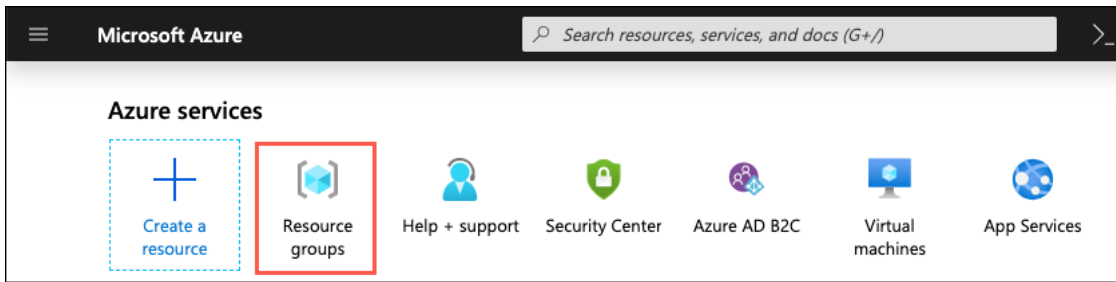 Microsoft Azure
Search resources, services, and docs (G+/)
Azure services
Create a
resource
Resource
groups
Help + support
Security Center
Azure AD B2C
Virtual
machines
App Services